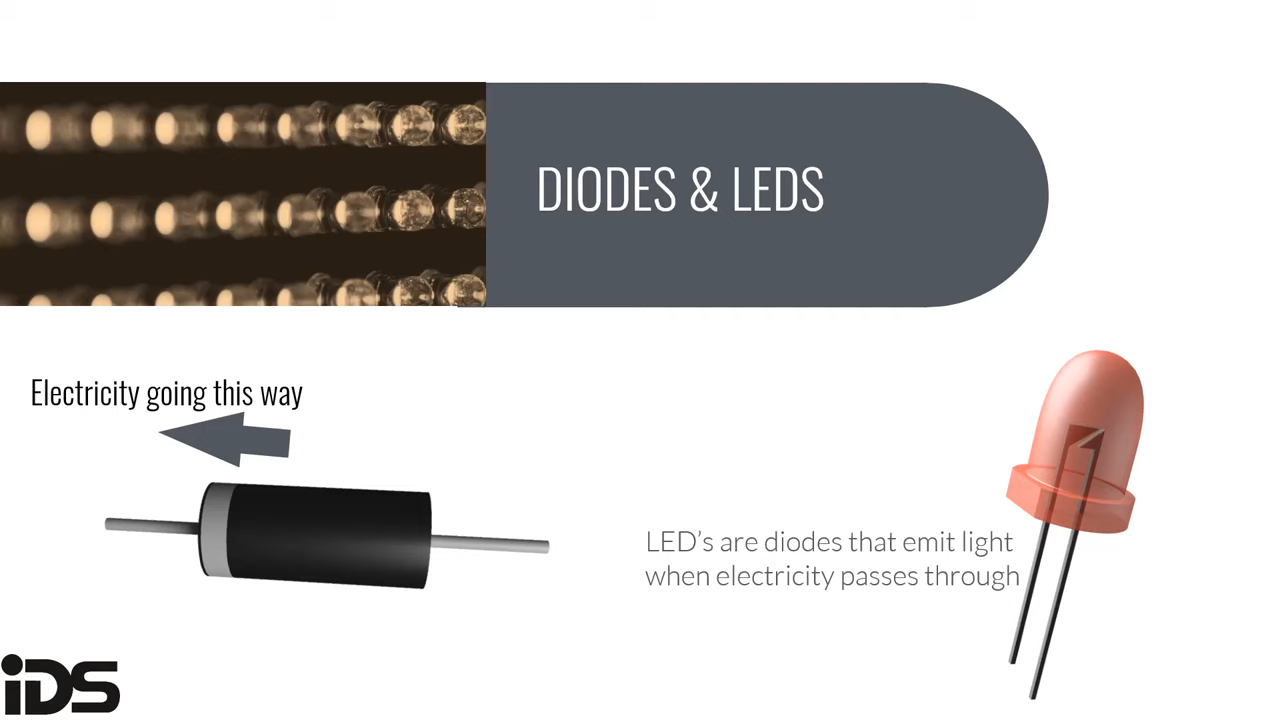 DIODES & LEDS
Electricity going this way
LED’s are diodes that emit light
when electricity passes through
iDS